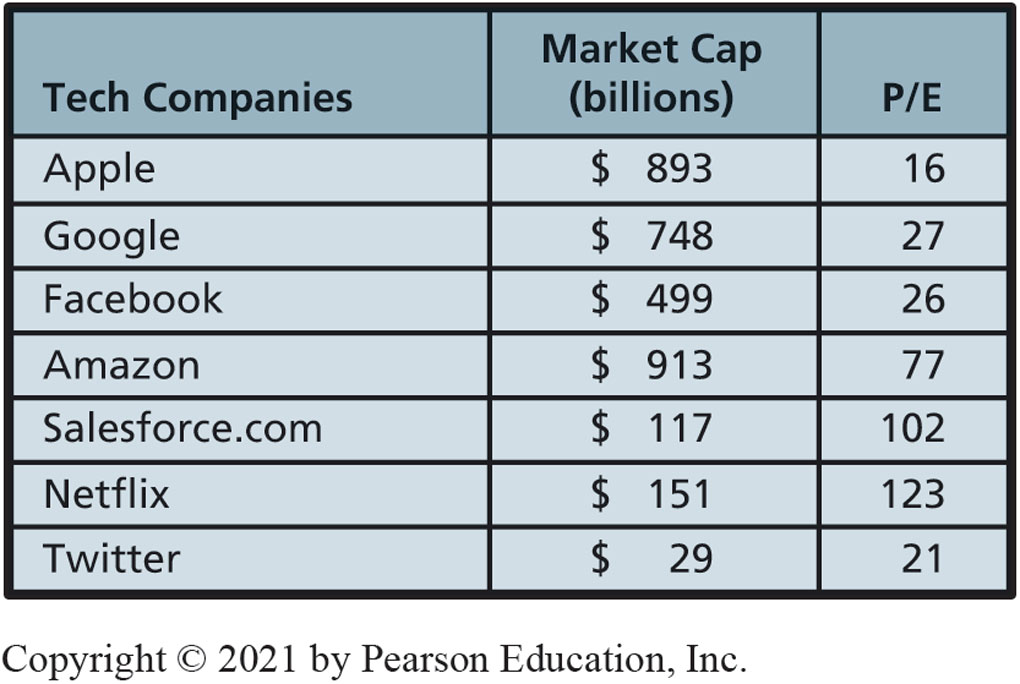 Tech Companies Market Cap (billions) P/E
Apple $ 893 16
Google $ 748 27
Facebook $ 499 26
Amazon $ 913 77
Salesforce.com $ 117 102
Netflix $ 151 123
Twitter $ 29 21
Copyright © 2021 by Pearson Education, Inc.